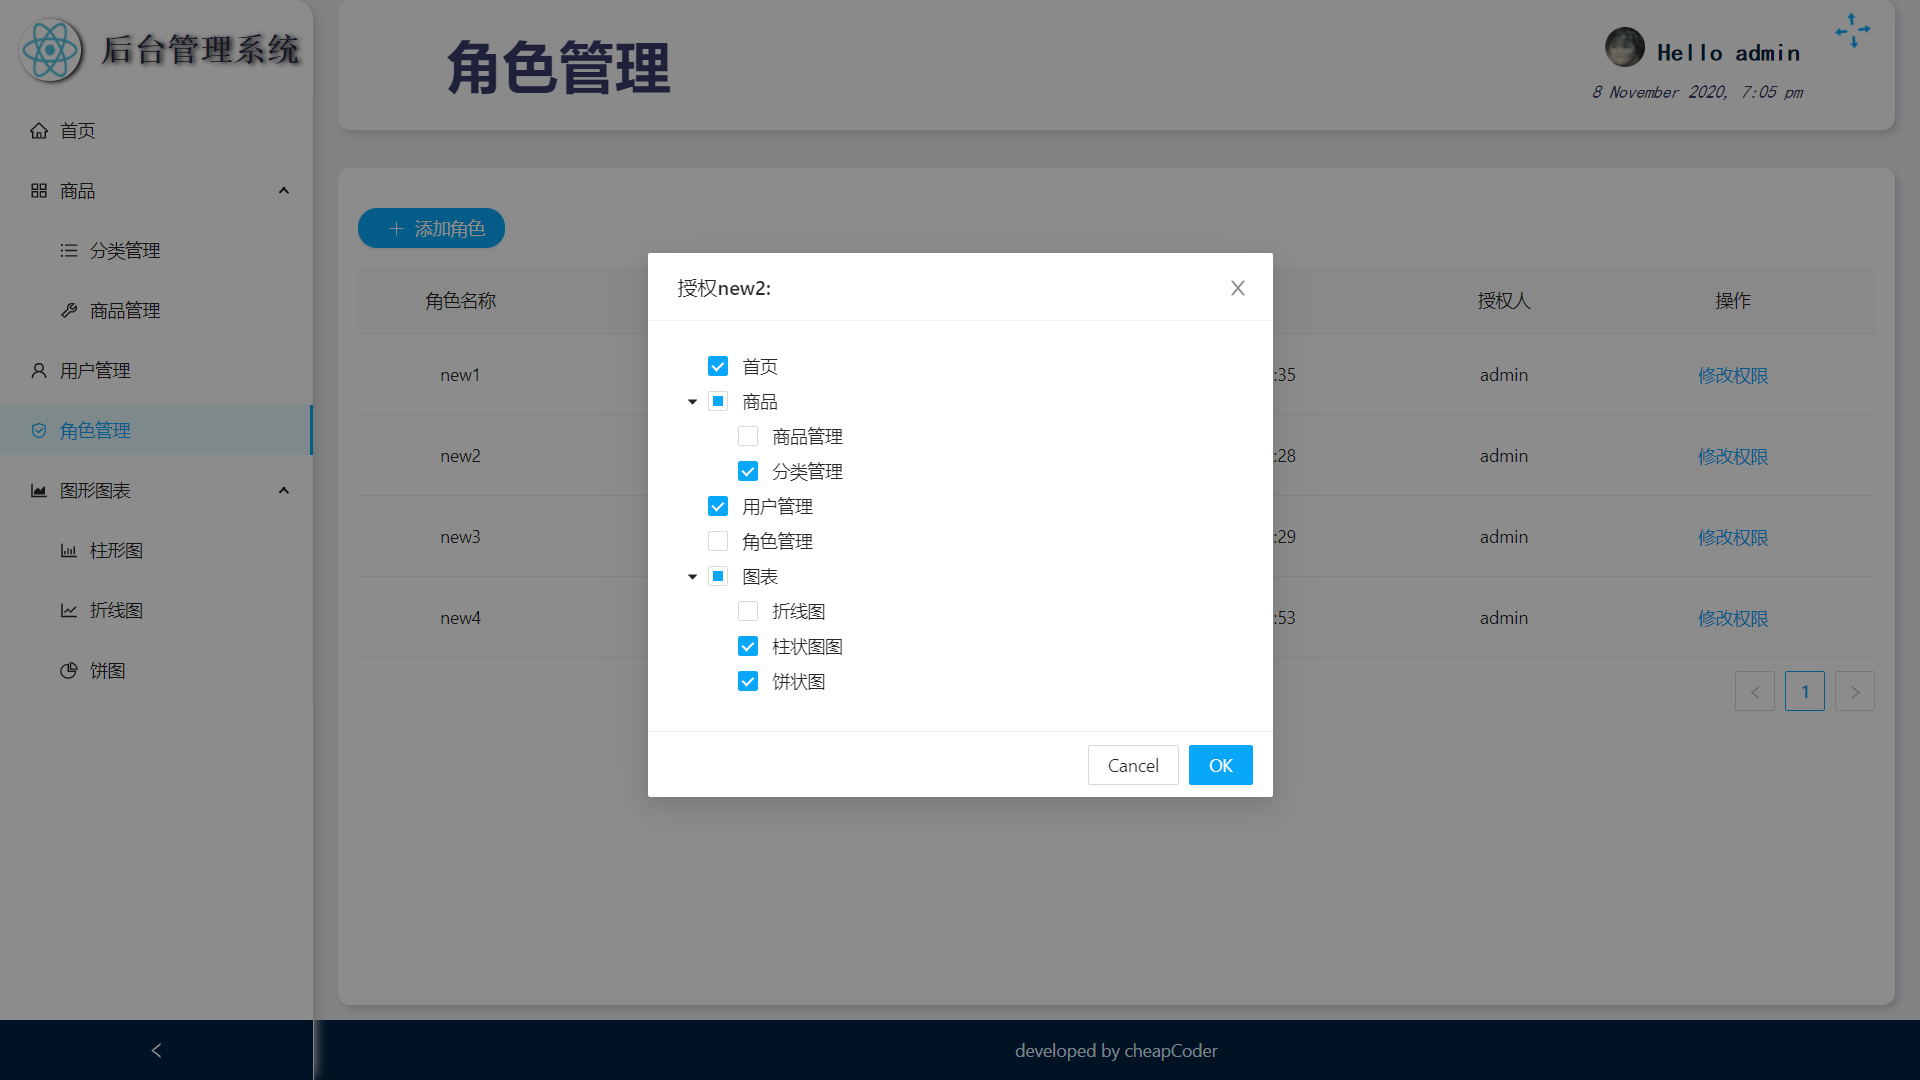 后台管理系统
首页
商品
分类管理
商品管理
用户管理
角色管理
图形图表
柱形图
折线图
饼图
角色管理
Hello admin
8 November 2020, 7:05 pm
添加角色
角色名称 授权人 操作
new1 :35 admin 修改权限
new2 :28 admin 修改权限
new3 :29 admin 修改权限
new4 :53 admin 修改权限
1
授权new2:
首页
商品
商品管理
分类管理
用户管理
角色管理
图表
折线图
柱状图图
饼状图
Cancel OK
developed by cheapCoder